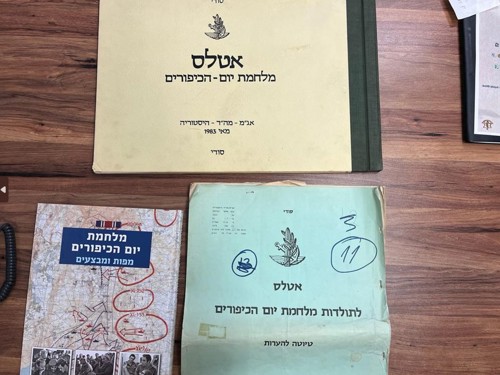 סודי
אטלס
מלחמת יום-הכיפורים
אג"מ - מה"ד - היסטוריה
מאי 1983
סודי
מלחמת
יום הכיפורים
מפות ומבצעים
סודי
3
11
אטלס
לתולדות מלחמת יום הכיפורים
טיוטה להערות